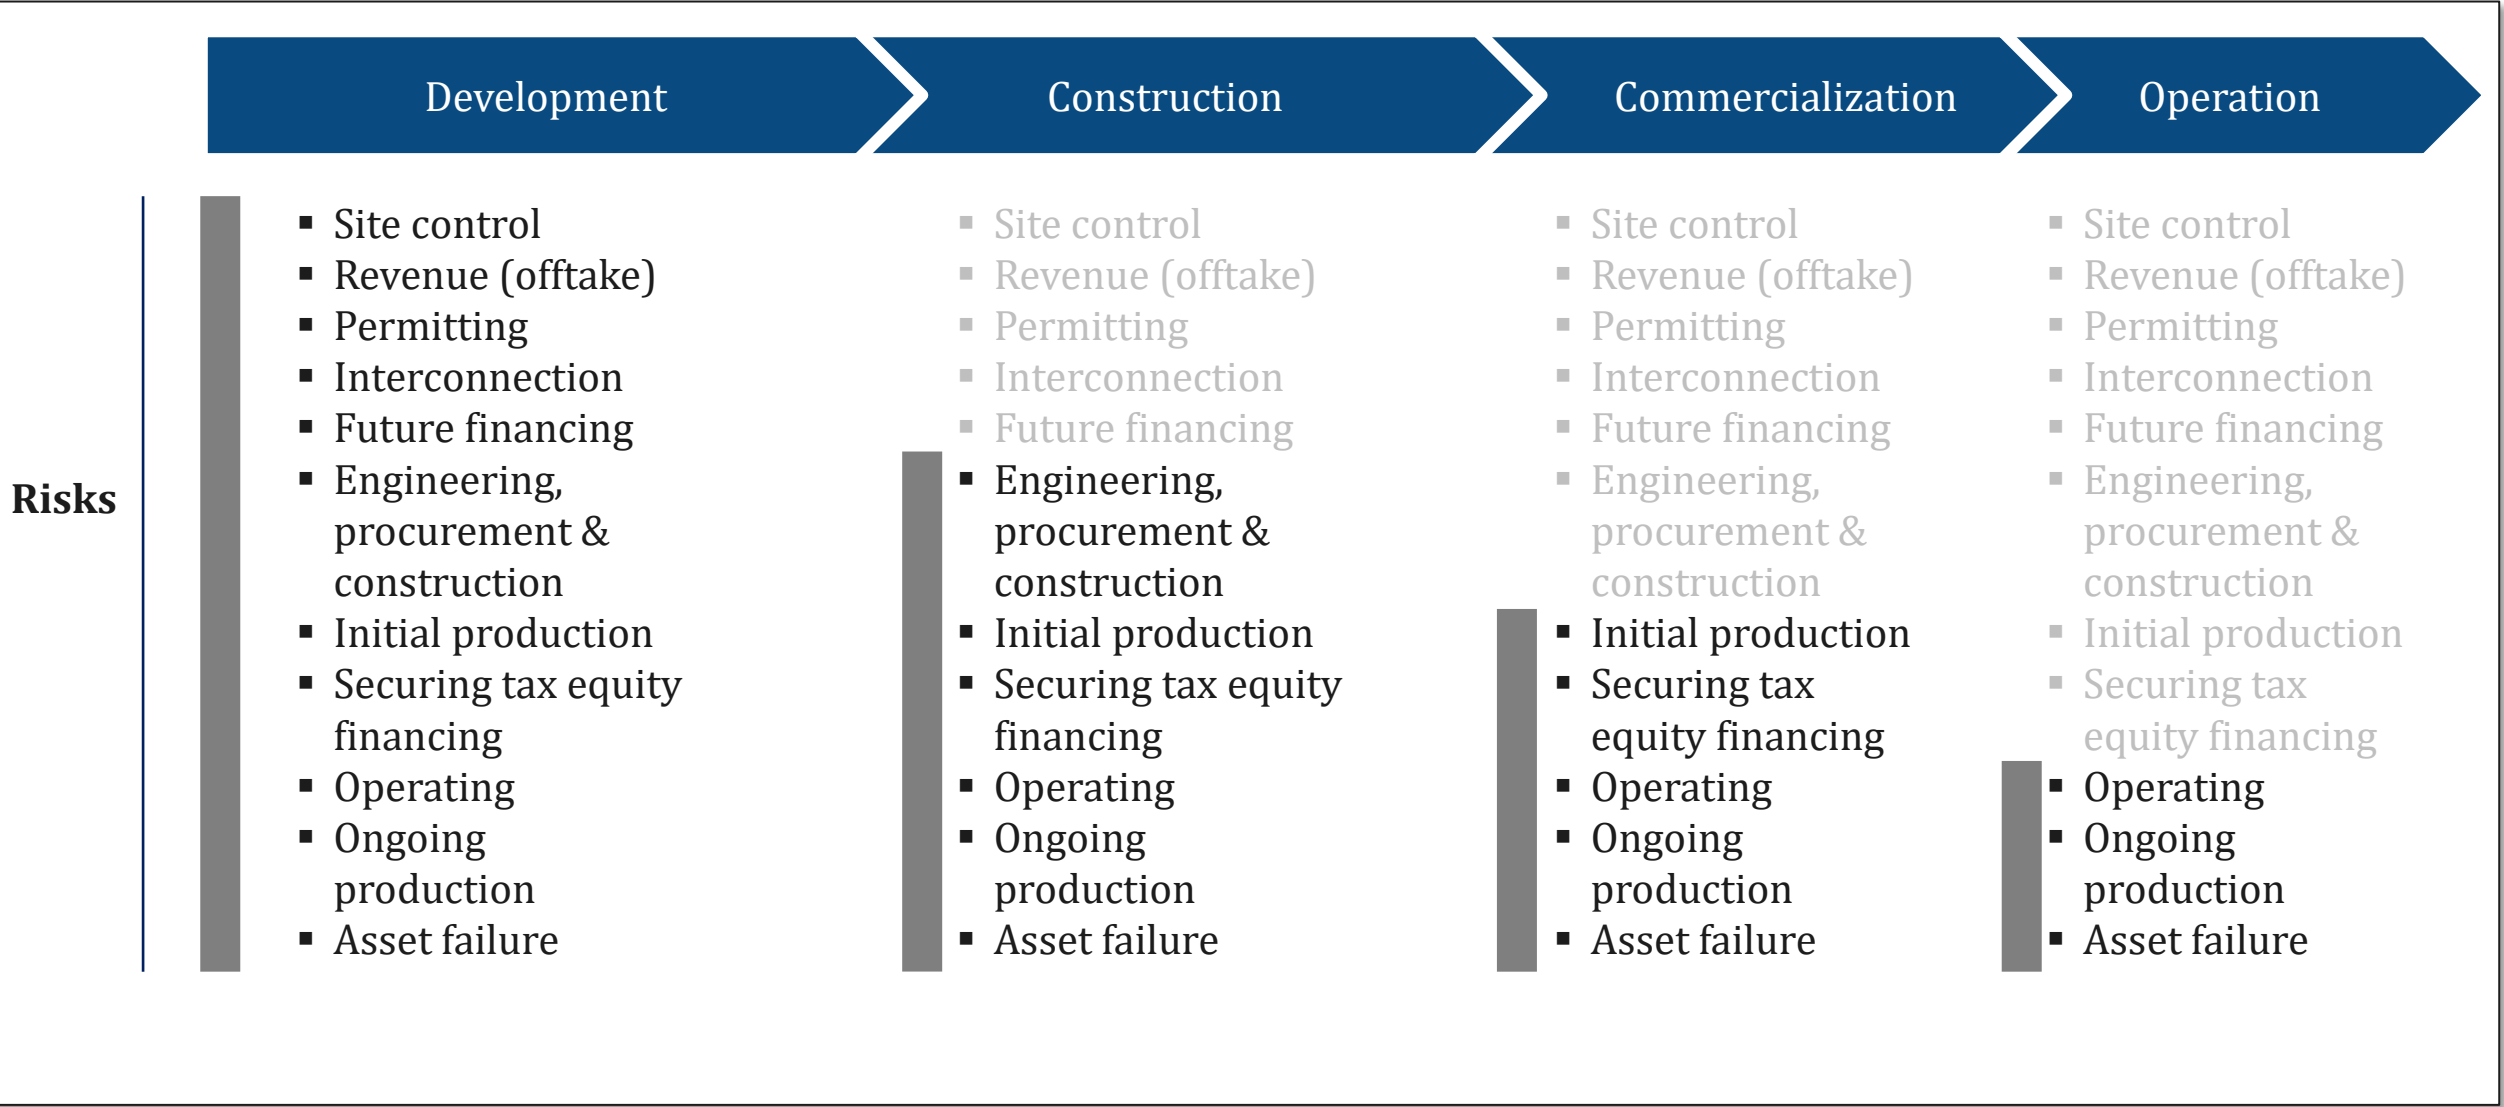 Development
Construction
Commercialization
Operation
Risks
▪ Site control
▪ Revenue (offtake)
▪ Permitting
▪ Interconnection
▪ Future financing
▪ Engineering,
procurement &
construction
▪ Initial production
▪ Securing tax equity
financing
▪ Operating
▪ Ongoing
production
▪ Asset failure
▪ Site control
▪ Revenue (offtake)
▪ Permitting
▪ Interconnection
▪ Future financing
▪ Engineering,
procurement &
construction
▪ Initial production
▪ Securing tax equity
financing
▪ Operating
▪ Ongoing
production
▪ Asset failure
▪ Site control
▪ Revenue (offtake)
▪ Permitting
▪ Interconnection
▪ Future financing
▪ Engineering,
procurement &
construction
▪ Initial production
▪ Securing tax
equity financing
▪ Operating
▪ Ongoing
production
▪ Asset failure
▪ Site control
▪ Revenue (offtake)
▪ Permitting
▪ Interconnection
▪ Future financing
▪ Engineering,
procurement &
construction
▪ Initial production
▪ Securing tax
equity financing
▪ Operating
▪ Ongoing
production
▪ Asset failure